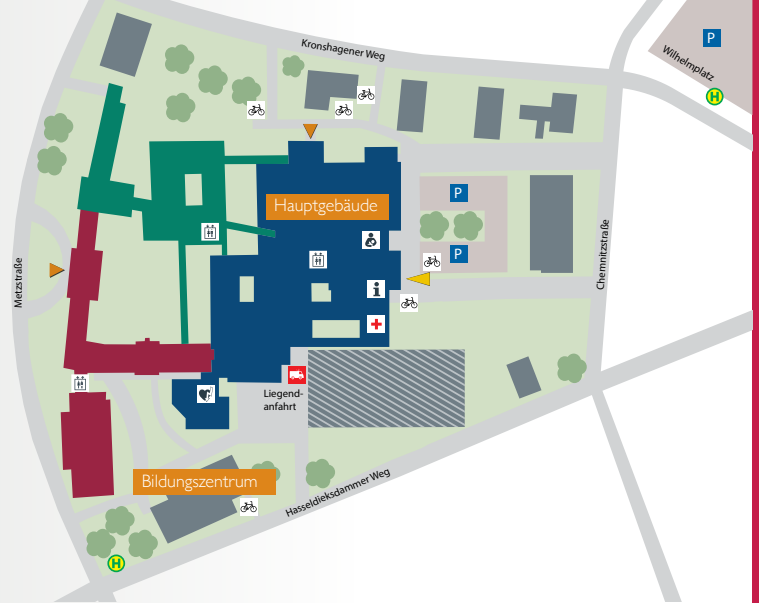 Kronshagener Weg
P
Wilhelmplatz
H
P
Hauptgebäude
P
Chemnitzstraße
Metzstraße
i
Liegend-
anfahrt
Bildungszentrum
Hasseldieksdammer Weg
H